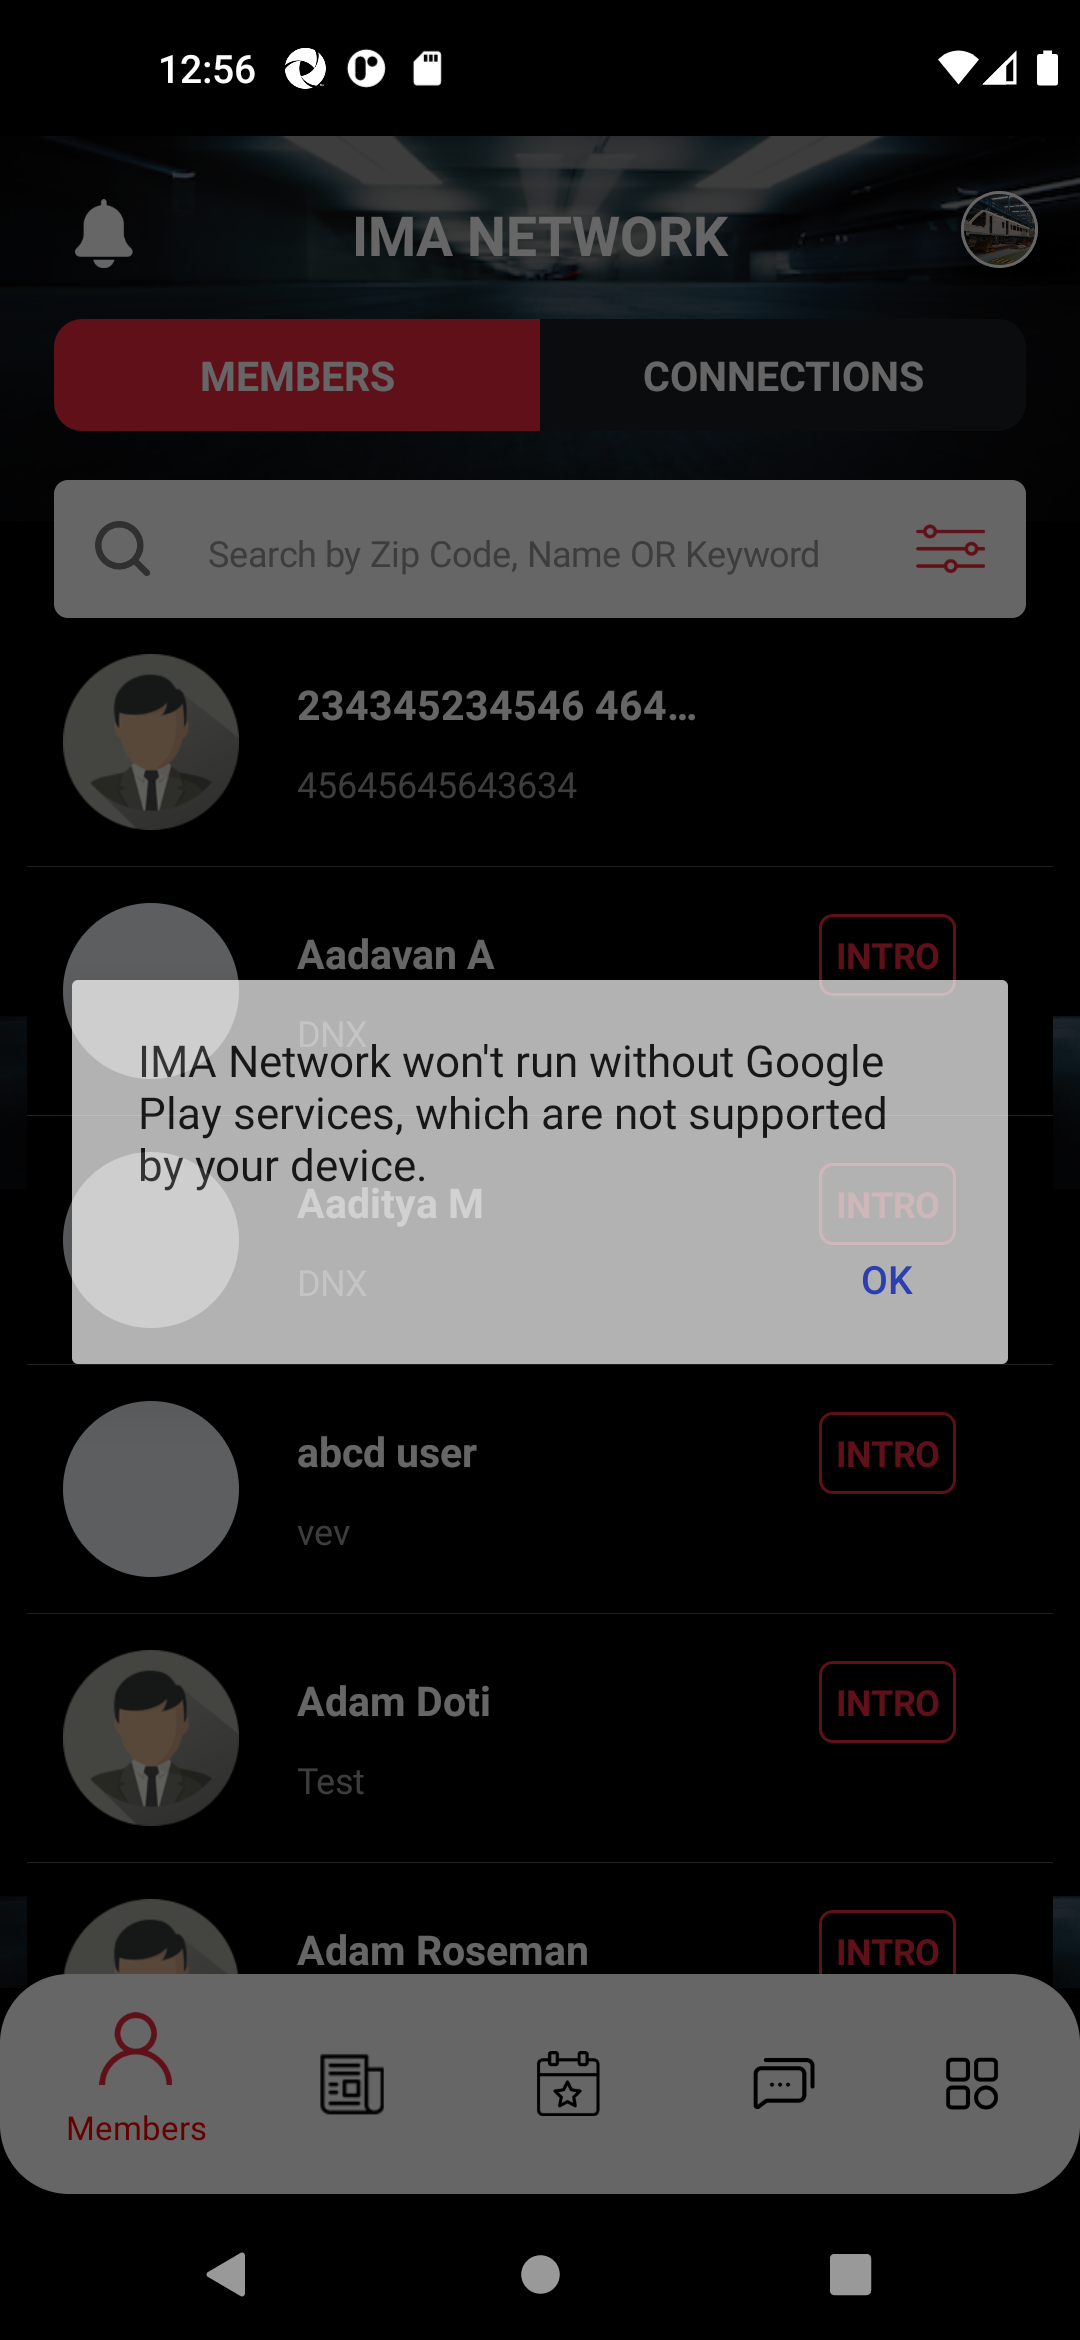 12:56
IMA NETWORK
MEMBERS
CONNECTIONS
Search by Zip Code, Name OR Keyword
234345234546 464...
45645645643634
Aadavan A
INTRO
DNX
IMA Network won't run without Google
Play services, which are not supported
by your device.
Aaditya M
INTRO
DNX
OK
abcd user
INTRO
vev
Adam Doti
INTRO
Test
Adam Roseman
INTRO
Members